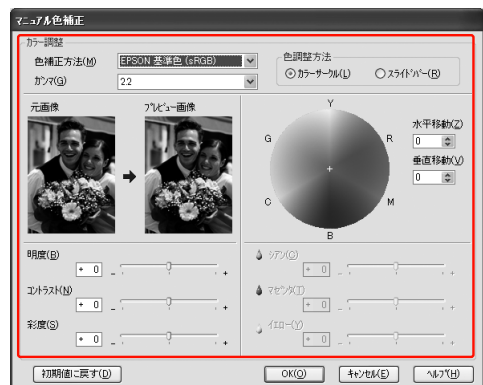 マニュアル色補正
カラー調整
色補正方法(M) EPSON 基準色 (sRGB)
ガンマ(G) 2.2
色調整方法
カラーサークル(L) スライドバー(R)
元画像 プレビュー画像
Y
G R
C M
B
水平移動(Z)
0
垂直移動(V)
0
明度(B)
+ 0 - +
コントラスト(N)
+ 0 - +
彩度(S)
+ 0 - +
シアン(C)
+ 0 - +
マゼンタ(T)
+ 0 - +
イエロー(Y)
+ 0 - +
初期値に戻す(D) OK(O) キャンセル(E) ヘルプ(H)